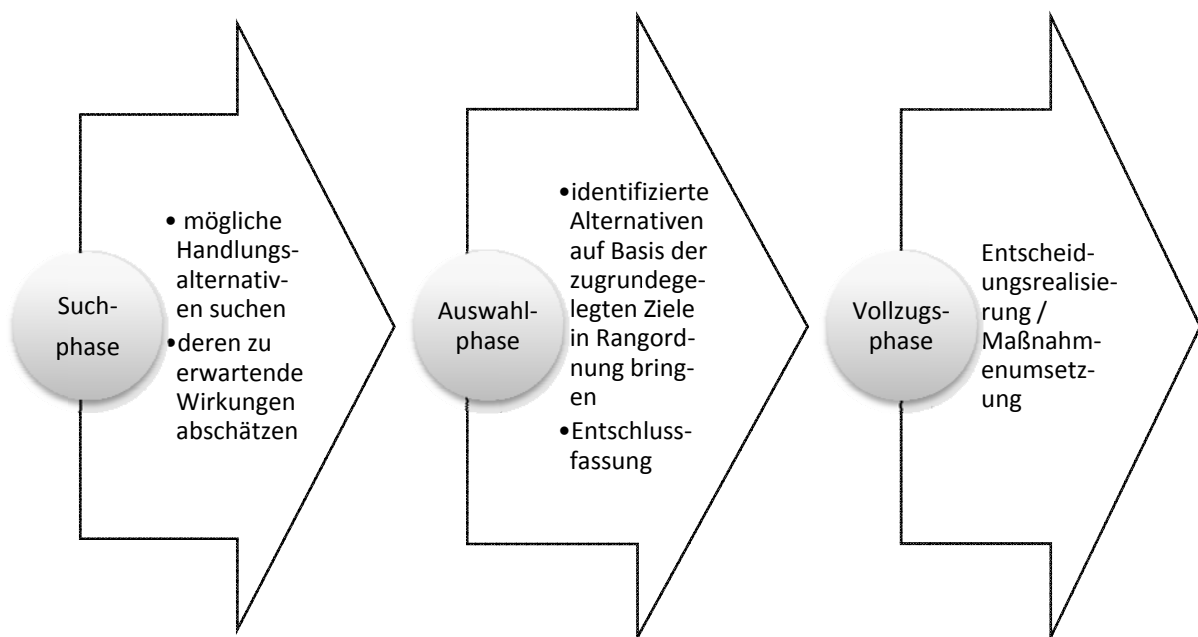 Such-
phase
• mögliche
Handlungs-
alternativ-
en suchen
•deren zu
erwartende
Wirkungen
abschätzen
Auswahl-
phase
•identifizierte
Alternativen
auf Basis der
zugrundege-
legten Ziele
in Rangord-
nung bring-
en
•Entschluss-
fassung
Vollzugs-
phase
Entscheid-
ungsrealisie-
rung /
Maßnahm-
enumsetz-
ung